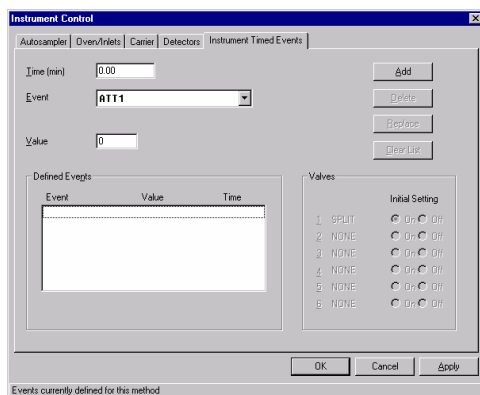 Instrument Control
Autosampler Oven/Inlets Carrier Detectors Instrument Timed Events
Time (min) 0.00 Add
Event ATT1 Delete
Replace
Value 0 Clear List
Defined Events Valves
Event Value Time Initial Setting
1 SPLIT On Off
2 NONE On Off
3 NONE On Off
4 NONE On Off
5 NONE On Off
6 NONE On Off
OK Cancel Apply
Events currently defined for this method